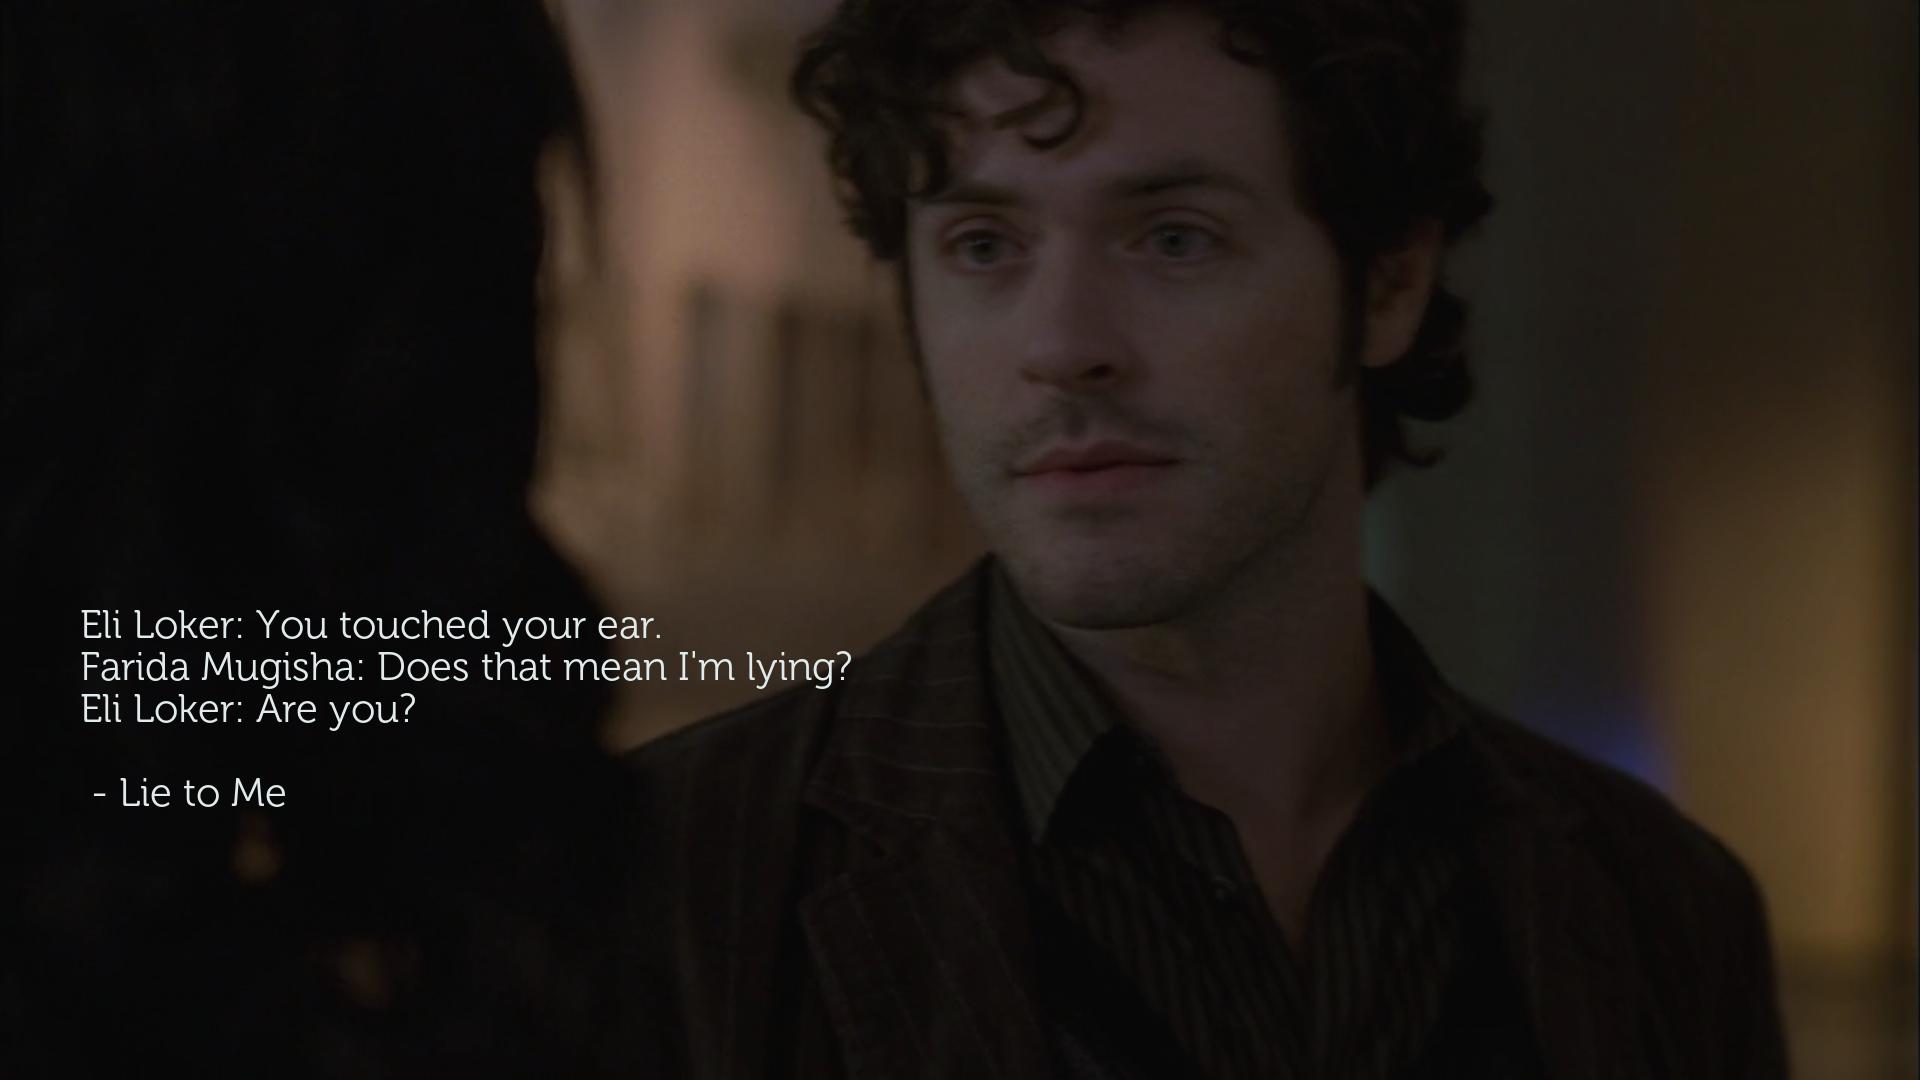 Eli Loker: You touched your ear.
Farida Mugisha: Does that mean I'm lying?
Eli Loker: Are you?
- Lie to Me